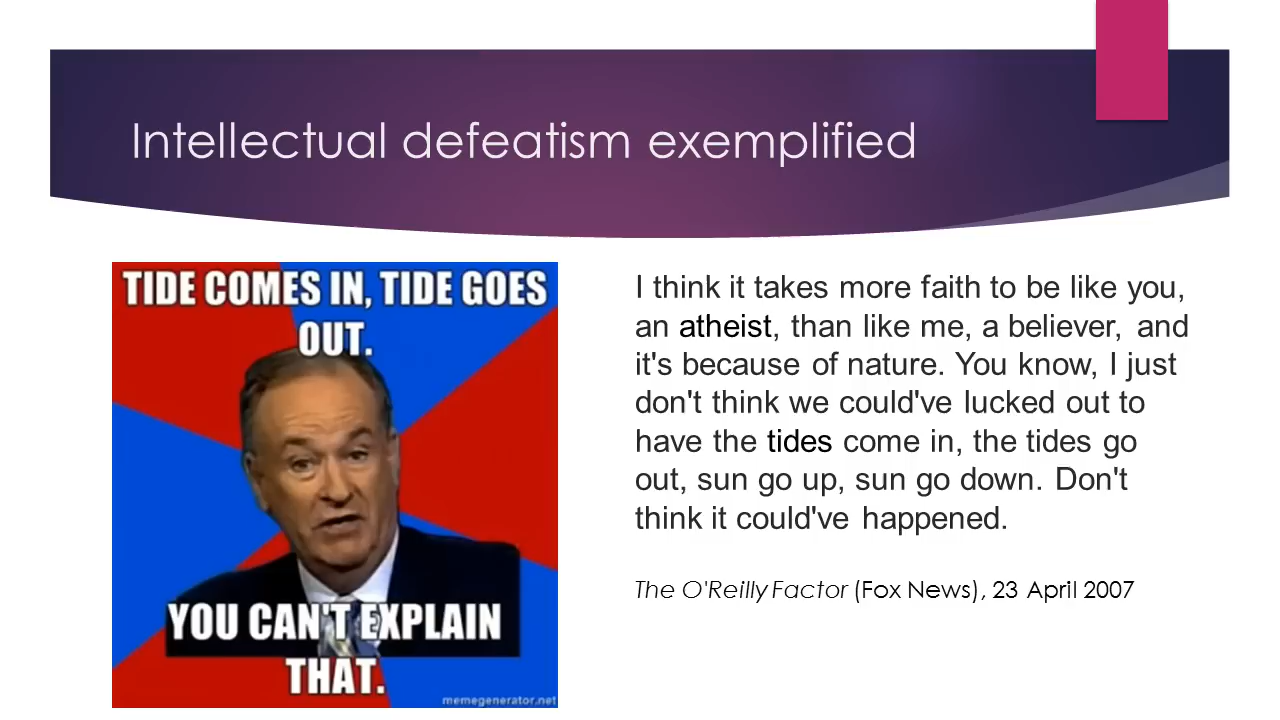 Intellectual defeatism exemplified
TIDE COMES IN, TIDE GOES
OUT.
YOU CAN'T EXPLAIN
THAT.
memegenerator.net
I think it takes more faith to be like you,
an atheist, than like me, a believer, and
it's because of nature. You know, I just
don't think we could've lucked out to
have the tides come in, the tides go
out, sun go up, sun go down. Don't
think it could've happened.
The O'Reilly Factor (Fox News), 23 April 2007